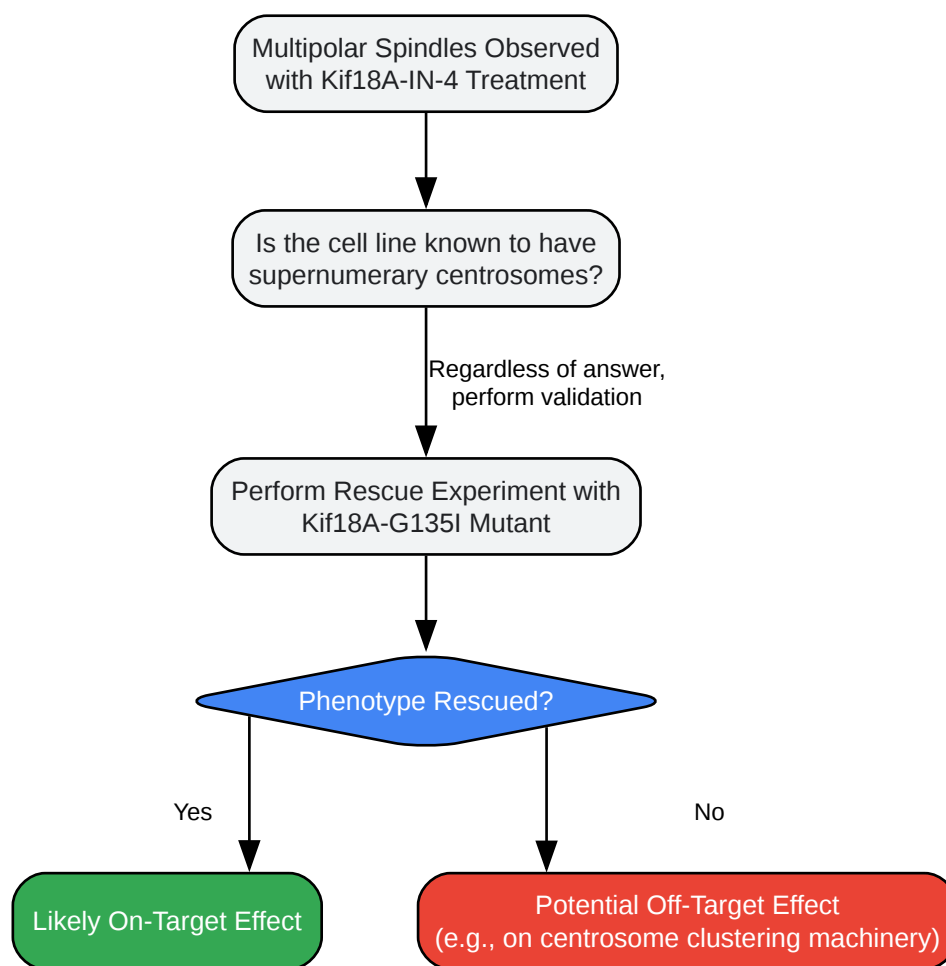 Multipolar Spindles Observed
with Kif18A-IN-4 Treatment
Is the cell line known to have
supernumerary centrosomes?
Regardless of answer,
perform validation
Perform Rescue Experiment with
Kif18A-G135I Mutant
Phenotype Rescued?
Yes
No
Likely On-Target Effect
Potential Off-Target Effect
(e.g., on centrosome clustering machinery)